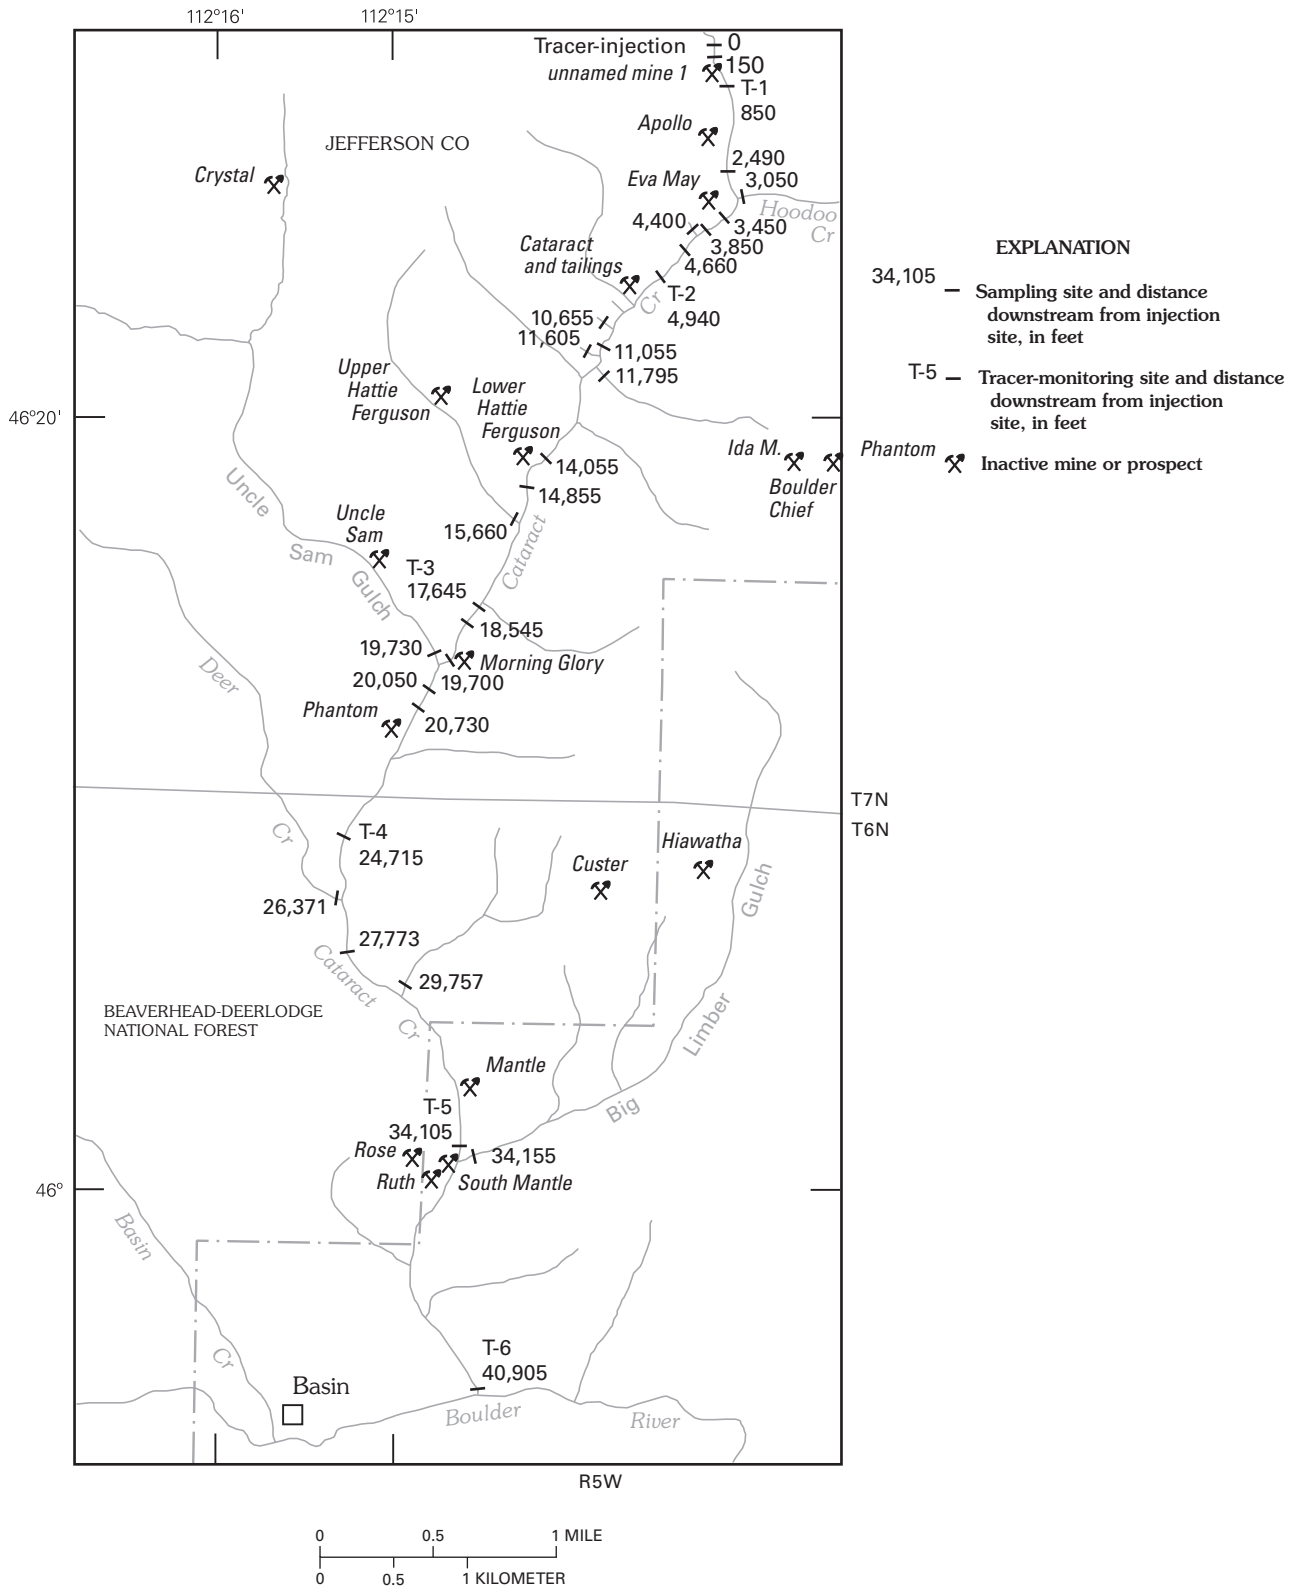 112°16'
112°15'
Tracer-injection
0
150
unnamed mine 1
T-1
850
Apollo
JEFFERSON CO
2,490
Crystal
Eva May
3,050
Hoodoo
Cr
4,400
3,450
3,850
Cataract
and tailings
4,660
T-2
4,940
Cr
10,655
11,605
11,055
11,795
Upper
Hattie
Ferguson
Lower
Hattie
Ferguson
46°20'
Ida M.
Boulder
Chief
14,055
14,855
15,660
Cataract
Uncle
Sam
Gulch
Uncle
Sam
T-3
17,645
18,545
19,730
Morning Glory
20,050
19,700
Deer
Cr
Phantom
20,730
T7N
T6N
T-4
24,715
Custer
Hiawatha
26,371
27,773
Cataract
Cr
29,757
Gulch
Limber
Big
BEAVERHEAD-DEERLODGE
NATIONAL FOREST
Mantle
T-5
34,105
Rose
34,155
Ruth
South Mantle
46°
Basin
Cr
T-6
40,905
Basin
Boulder
River
R5W
0
0.5
1 MILE
0
0.5
1 KILOMETER
EXPLANATION
34,105
Sampling site and distance
downstream from injection
site, in feet
T-5
Tracer-monitoring site and distance
downstream from injection
site, in feet
Phantom
Inactive mine or prospect